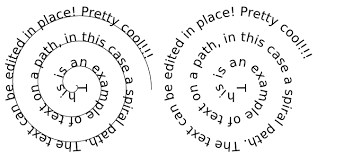 This is an example of text on a path, in this case a spiral path. The text can be edited in place! Pretty cool!!!
This is an example of text on a path, in this case a spiral path. The text can be edited in place! Pretty cool!!!